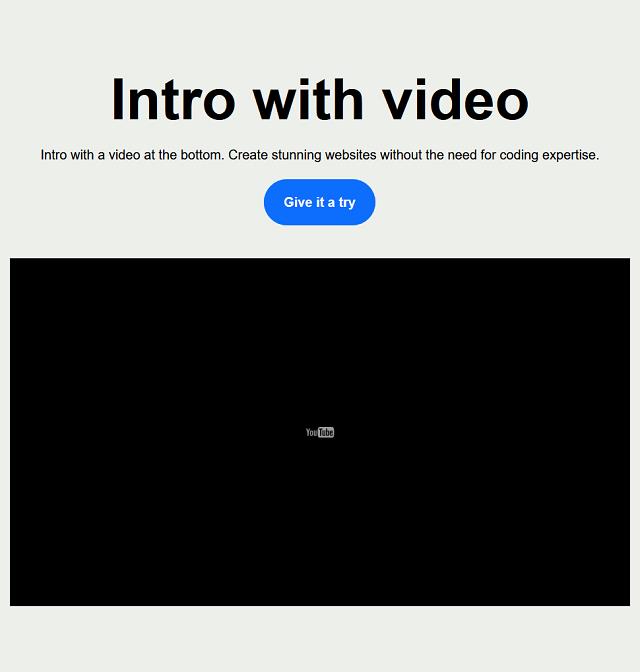 Intro with video
Intro with a video at the bottom. Create stunning websites without the need for coding expertise.
Give it a try
YouTube